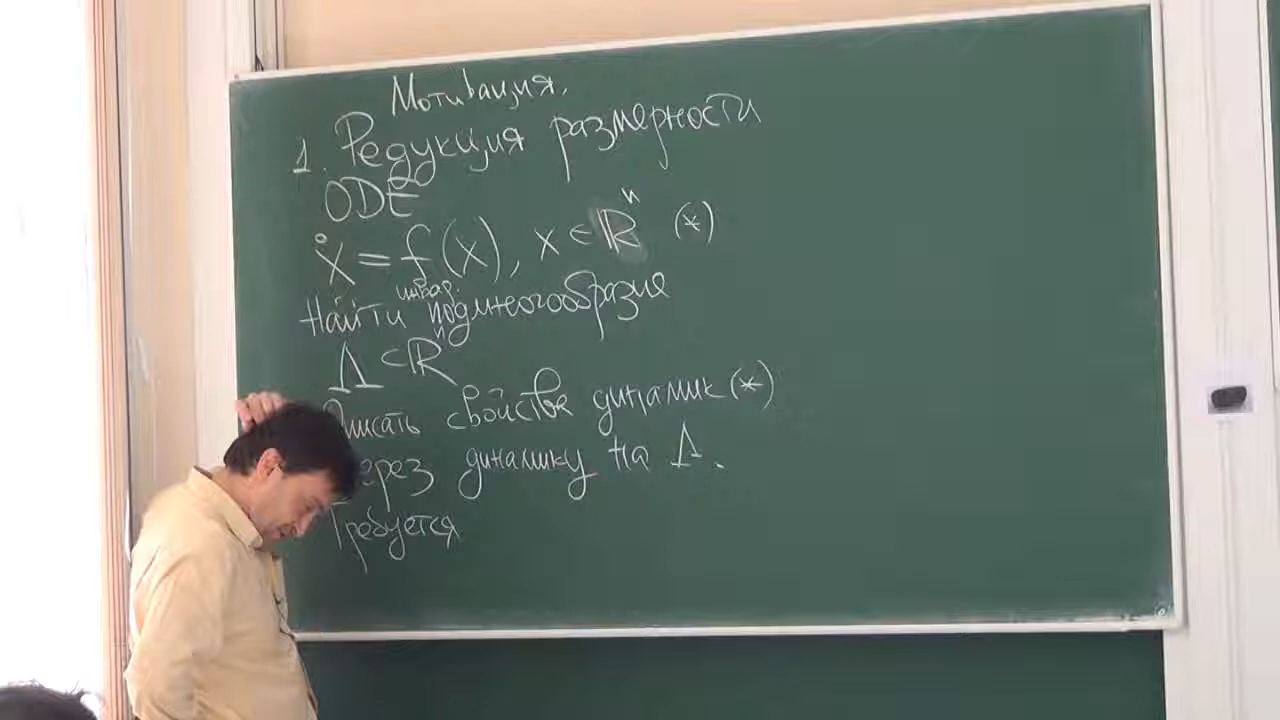 Мотивация.
1. Редукция размерности
ODE
ẋ = f(x), x ∈ ℝⁿ (*)
инвар.
Найти подмногообразие
Λ ⊂ ℝⁿ
Описать свойства динамик (*)
через динамику на Λ.
Требуется